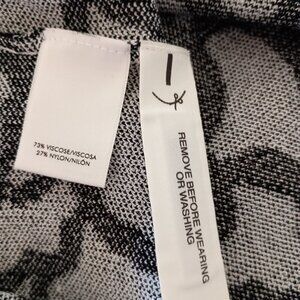 73% VISCOSE/VISCOSA
27% NYLON/NILÓN
REMOVE BEFORE WEARING
OR WASHING